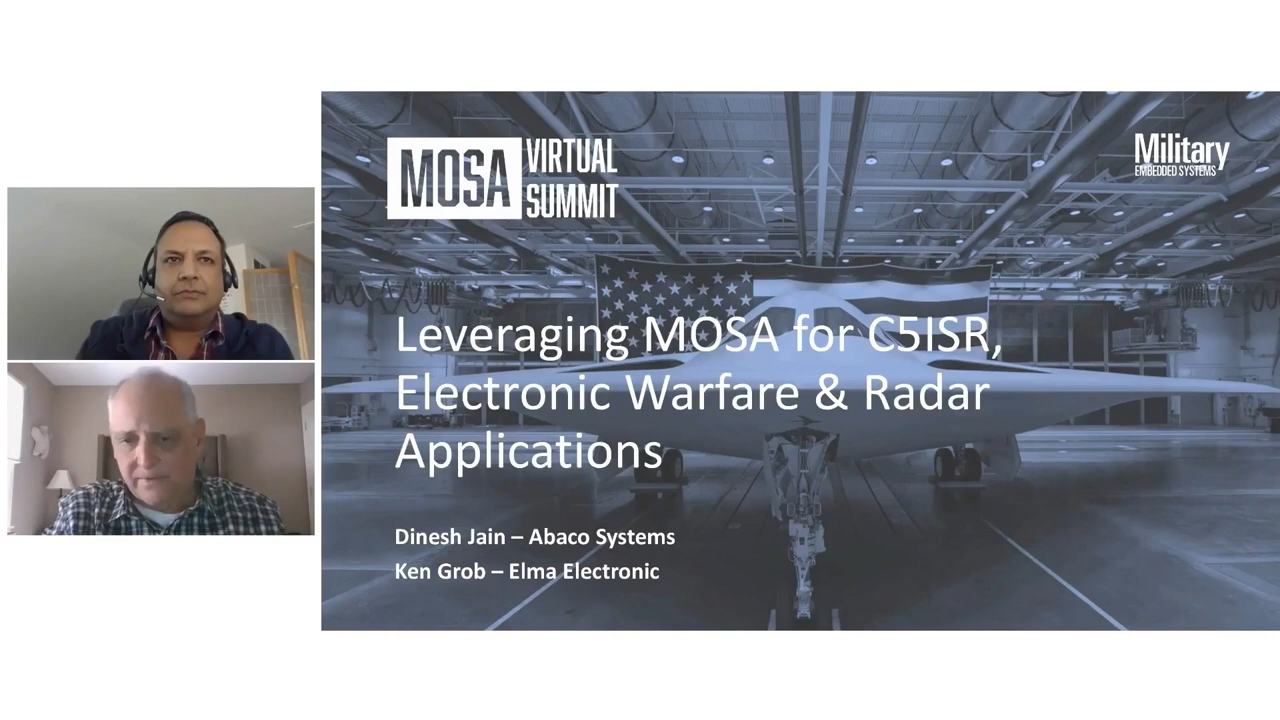 MOSA VIRTUAL SUMMIT
Military
EMBEDDED SYSTEMS
Leveraging MOSA for C5ISR,
Electronic Warfare & Radar
Applications
Dinesh Jain – Abaco Systems
Ken Grob – Elma Electronic